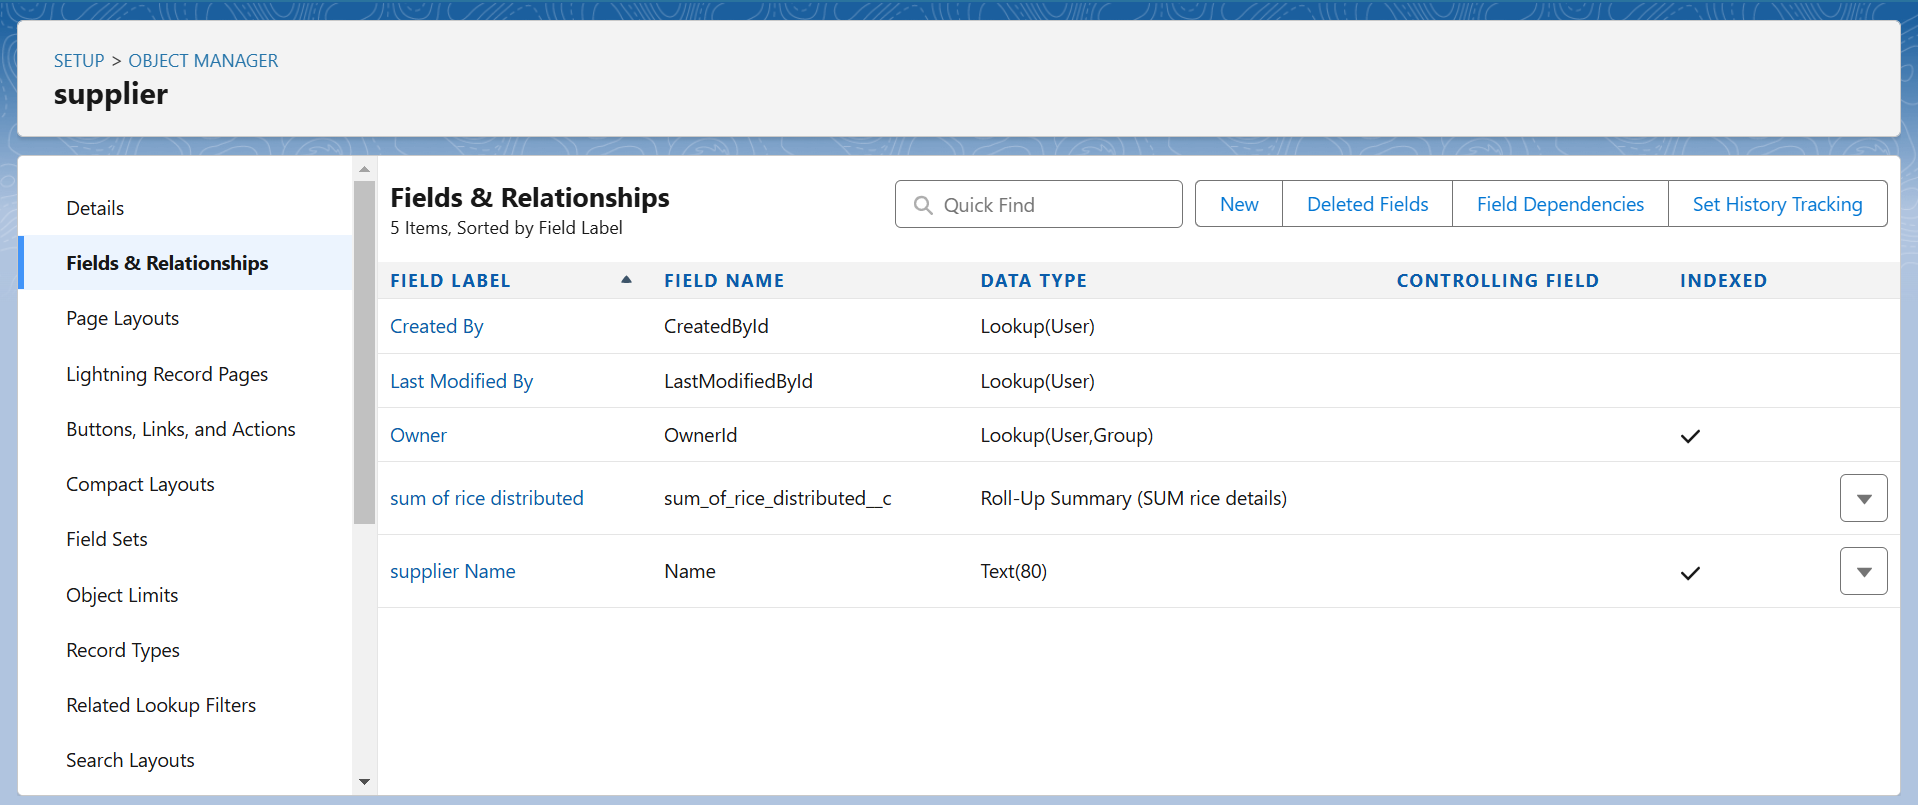 SETUP > OBJECT MANAGER
supplier
Details
Fields & Relationships
Page Layouts
Lightning Record Pages
Buttons, Links, and Actions
Compact Layouts
Field Sets
Object Limits
Record Types
Related Lookup Filters
Search Layouts
Fields & Relationships
5 Items, Sorted by Field Label
Quick Find
New
Deleted Fields
Field Dependencies
Set History Tracking
FIELD LABEL FIELD NAME DATA TYPE CONTROLLING FIELD INDEXED
Created By CreatedById Lookup(User)
Last Modified By LastModifiedById Lookup(User)
Owner OwnerId Lookup(User,Group)
sum of rice distributed sum_of_rice_distributed__c Roll-Up Summary (SUM rice details)
supplier Name Name Text(80)